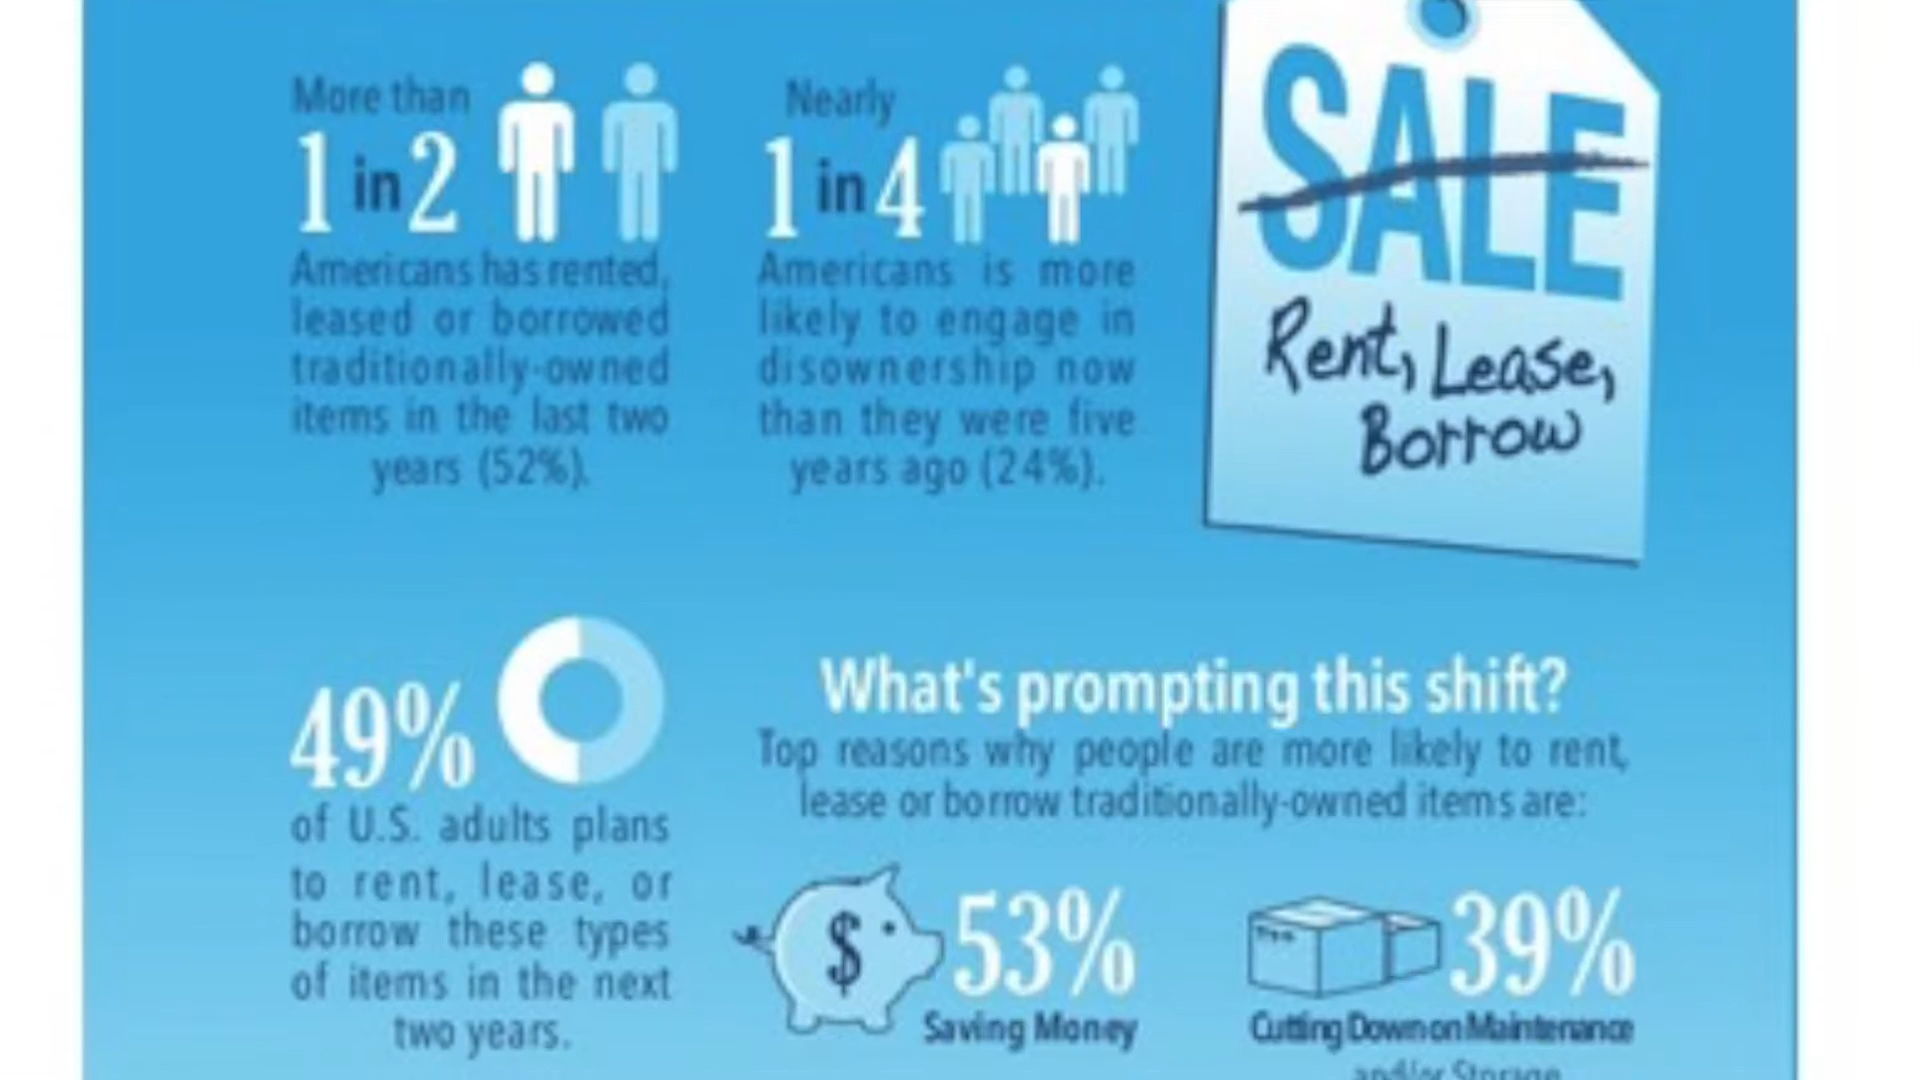 More than
1 in 2
Americans has rented,
leased or borrowed
traditionally-owned
items in the last two
years (52%).
Nearly
1 in 4
Americans is more
likely to engage in
disownership now
than they were five
years ago (24%).
SALE
Rent, Lease,
Borrow
49%
of U.S. adults plans
to rent, lease, or
borrow these types
of items in the next
two years.
What's prompting this shift?
Top reasons why people are more likely to rent,
lease or borrow traditionally-owned items are:
$
53%
Saving Money
39%
Cutting Down on Maintenance
and/or Storage